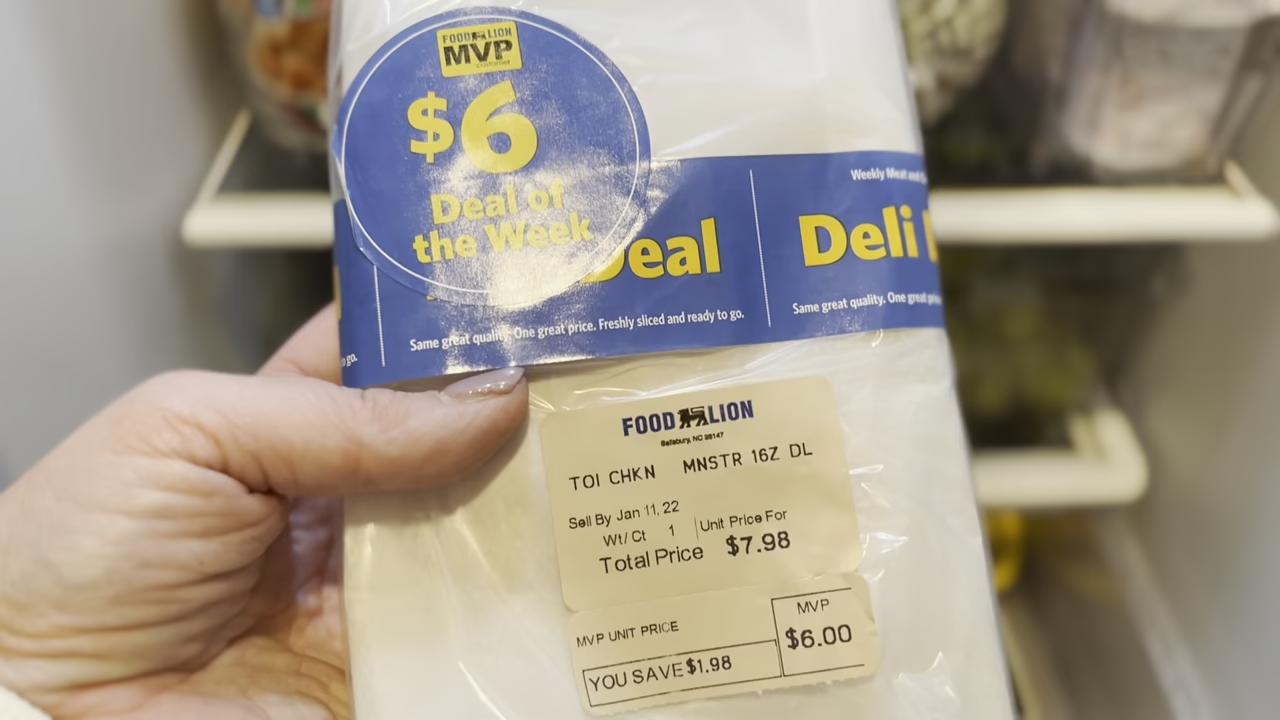 FOOD LION
MVP
customer
$6
Deal of
the Week
Deal
Same great quality. One great price. Freshly sliced and ready to go.
go.
Weekly Meat and
Deli
Same great quality. One great
FOOD LION
Salisbury, NC 28147
TOI CHKN MNSTR 16Z DL
Sell By Jan 11, 22
Wt/ Ct 1 Unit Price For
Total Price $7.98
MVP UNIT PRICE
MVP
$6.00
YOU SAVE $1.98